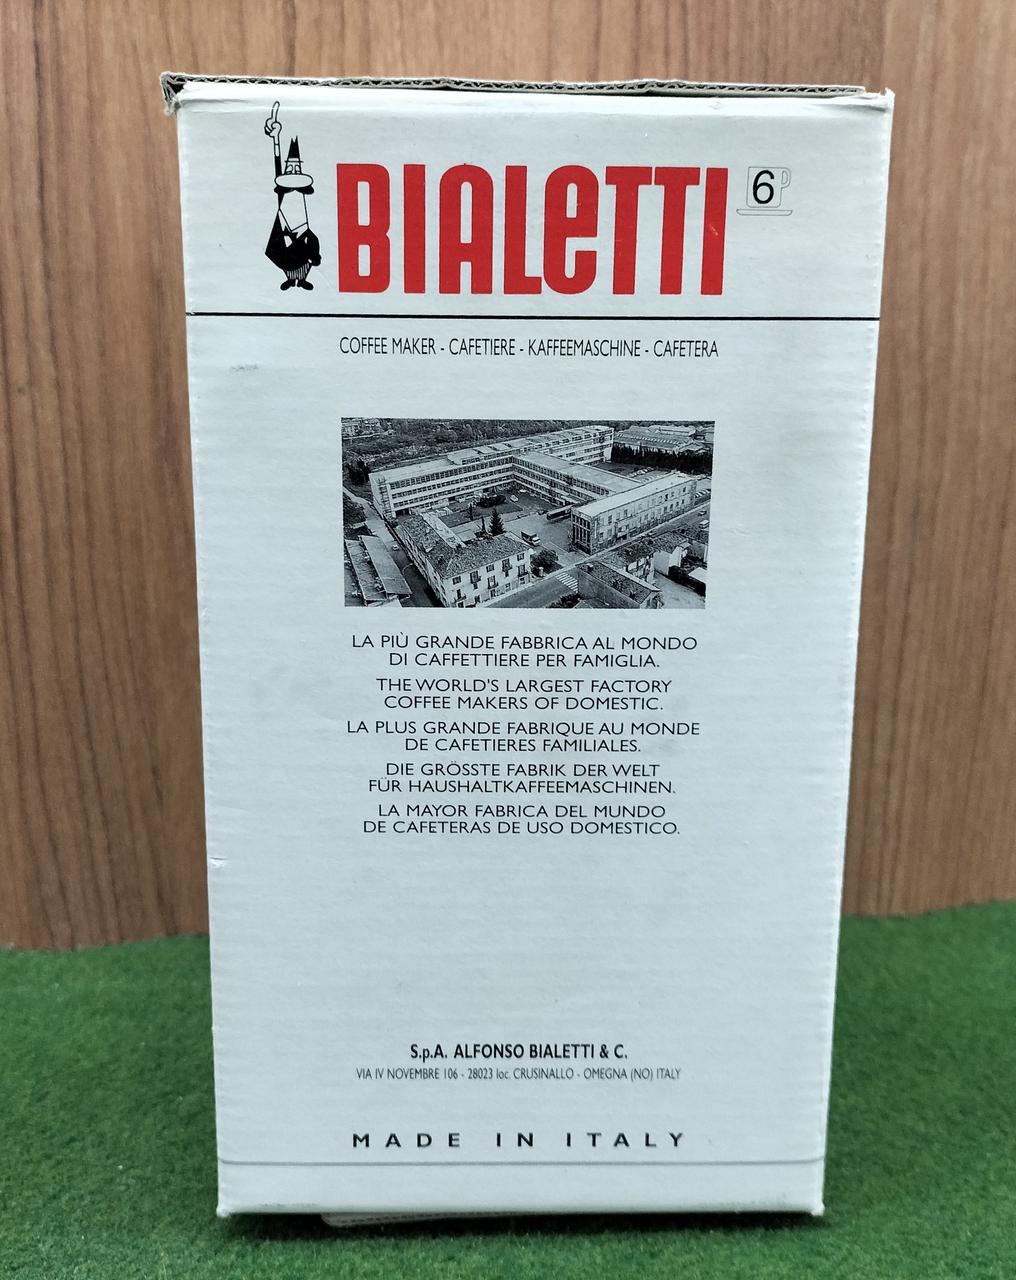 BIALeTTI
6
COFFEE MAKER - CAFETIERE - KAFFEEMASCHINE - CAFETERA
LA PIÙ GRANDE FABBRICA AL MONDO
DI CAFFETTIERE PER FAMIGLIA.
THE WORLD'S LARGEST FACTORY
COFFEE MAKERS OF DOMESTIC.
LA PLUS GRANDE FABRIQUE AU MONDE
DE CAFETIERES FAMILIALES.
DIE GRÖSSTE FABRIK DER WELT
FÜR HAUSHALTKAFFEEMASCHINEN.
LA MAYOR FABRICA DEL MUNDO
DE CAFETERAS DE USO DOMESTICO.
S.p.A. ALFONSO BIALETTI & C.
VIA IV NOVEMBRE 106 - 28023 loc. CRUSINALLO - OMEGNA (NO) ITALY
MADE IN ITALY